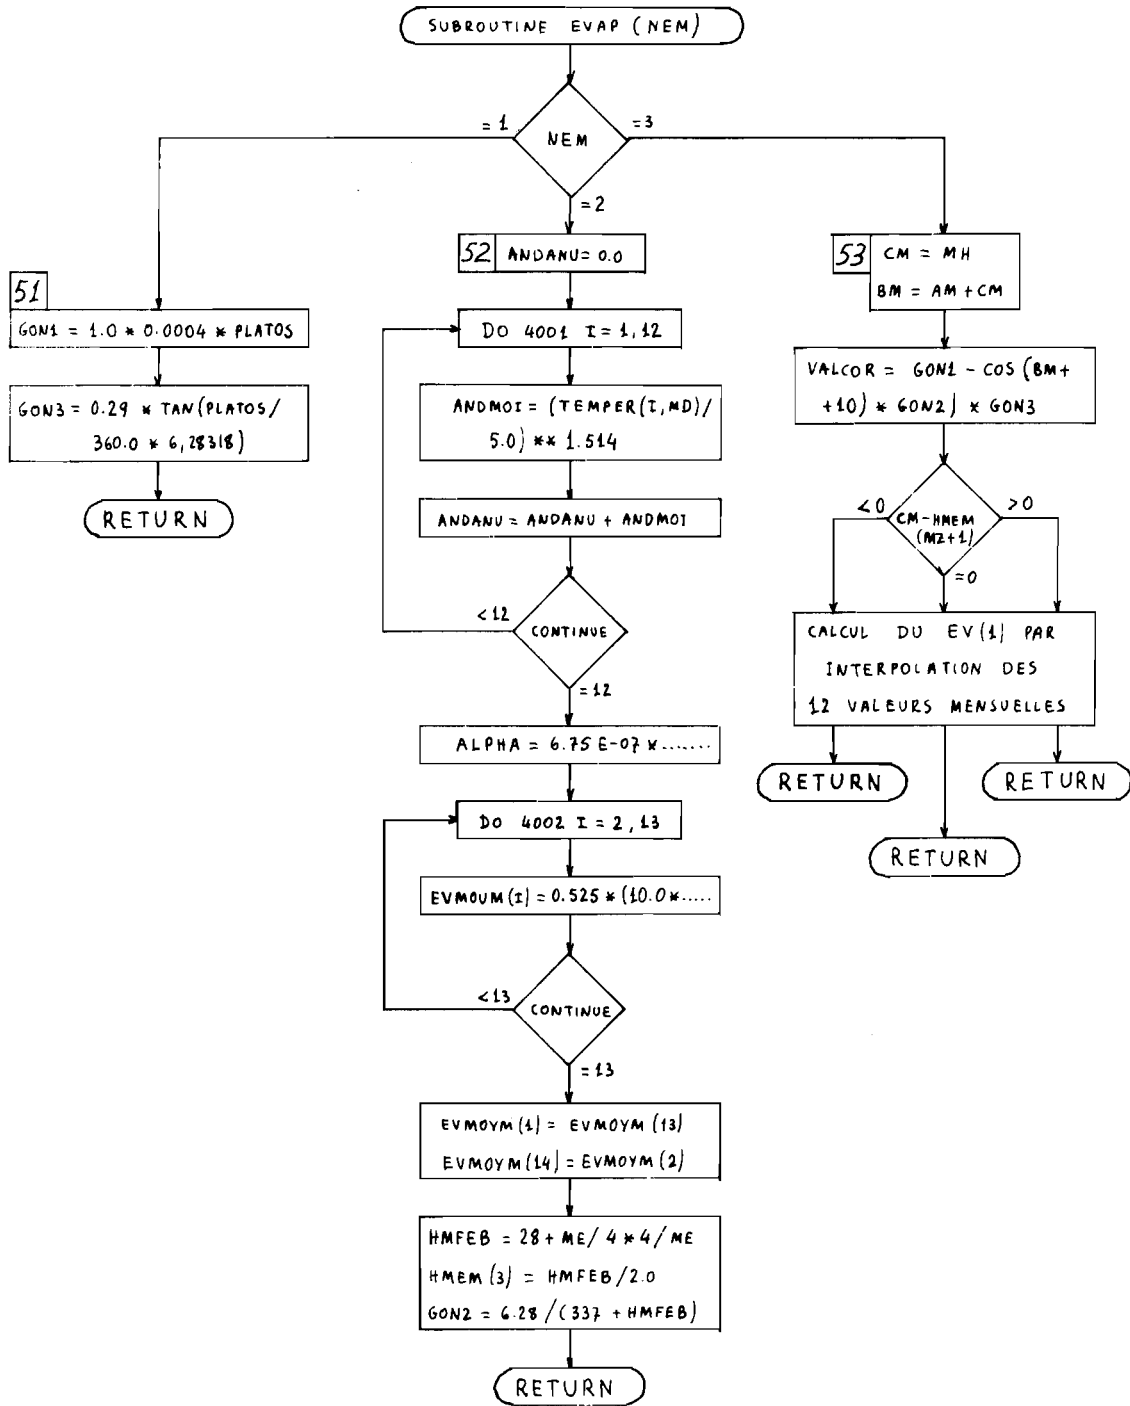 SUBROUTINE EVAP (NEM)
NEM
=1
=3
=2
51
GON1 = 1.0 * 0.0004 * PLATOS
GON3 = 0.29 * TAN(PLATOS/
360.0 * 6,28318)
RETURN
52
ANDANU = 0.0
DO 4001 I = 1,12
ANDMOI = (TEMPER(I,MD)/
5.0) ** 1.514
ANDANU = ANDANU + ANDMOI
<12
CONTINUE
=12
ALPHA = 6.75 E-07 * .......
DO 4002 I = 2,13
EVMOUM(I) = 0.525 * (10.0 * .....
<13
CONTINUE
=13
EVMOYM (1) = EVMOYM (13)
EVMOYM (14) = EVMOYM (2)
HMFEB = 28 + ME / 4 * 4 / ME
HMEM (3) = HMFEB / 2.0
GON2 = 6.28 / (337 + HMFEB)
RETURN
53
CM = MH
BM = AM + CM
VALCOR = GON1 - COS (BM +
+10) * GON2) * GON3
<0
CM-HMEM
(MZ+1)
>0
=0
CALCUL DU EV(1) PAR
INTERPOLATION DES
12 VALEURS MENSUELLES
RETURN
RETURN
RETURN